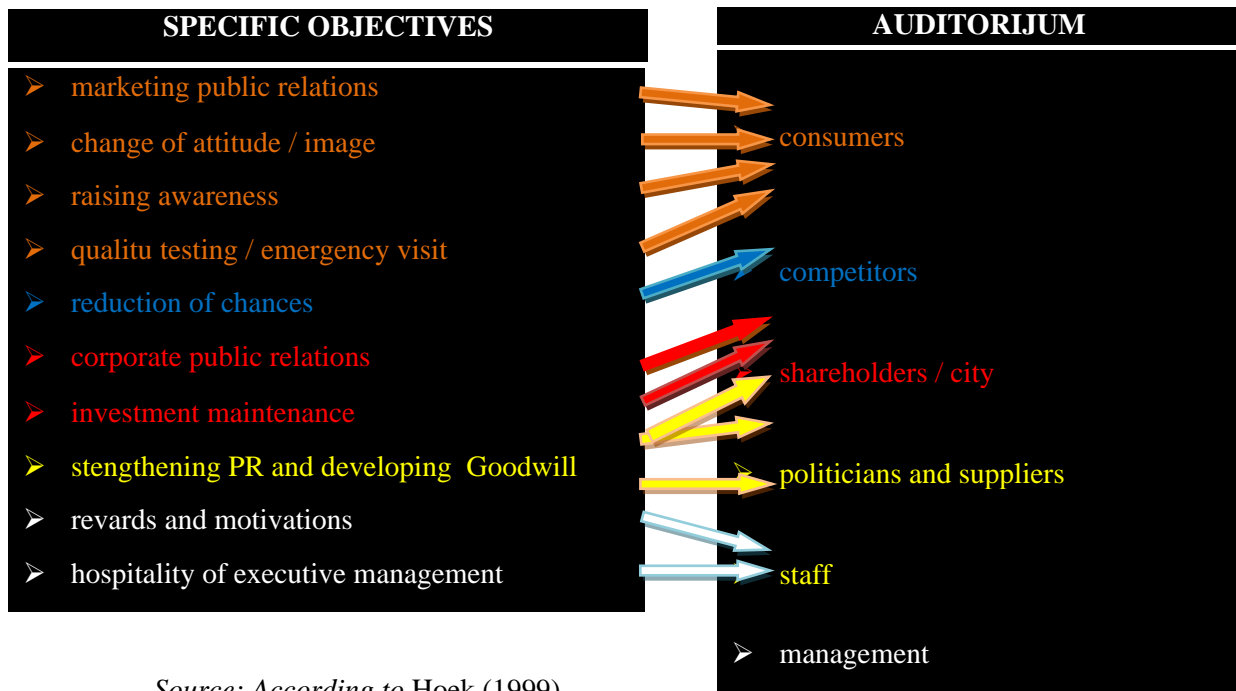 SPECIFIC OBJECTIVES
marketing public relations
change of attitude / image
raising awareness
qualitu testing / emergency visit
reduction of chances
corporate public relations
investment maintenance
stengthening PR and developing Goodwill
revards and motivations
hospitality of executive management
AUDITORIJUM
consumers
competitors
shareholders / city
politicians and suppliers
staff
management
Source: According to Hoek (1999)